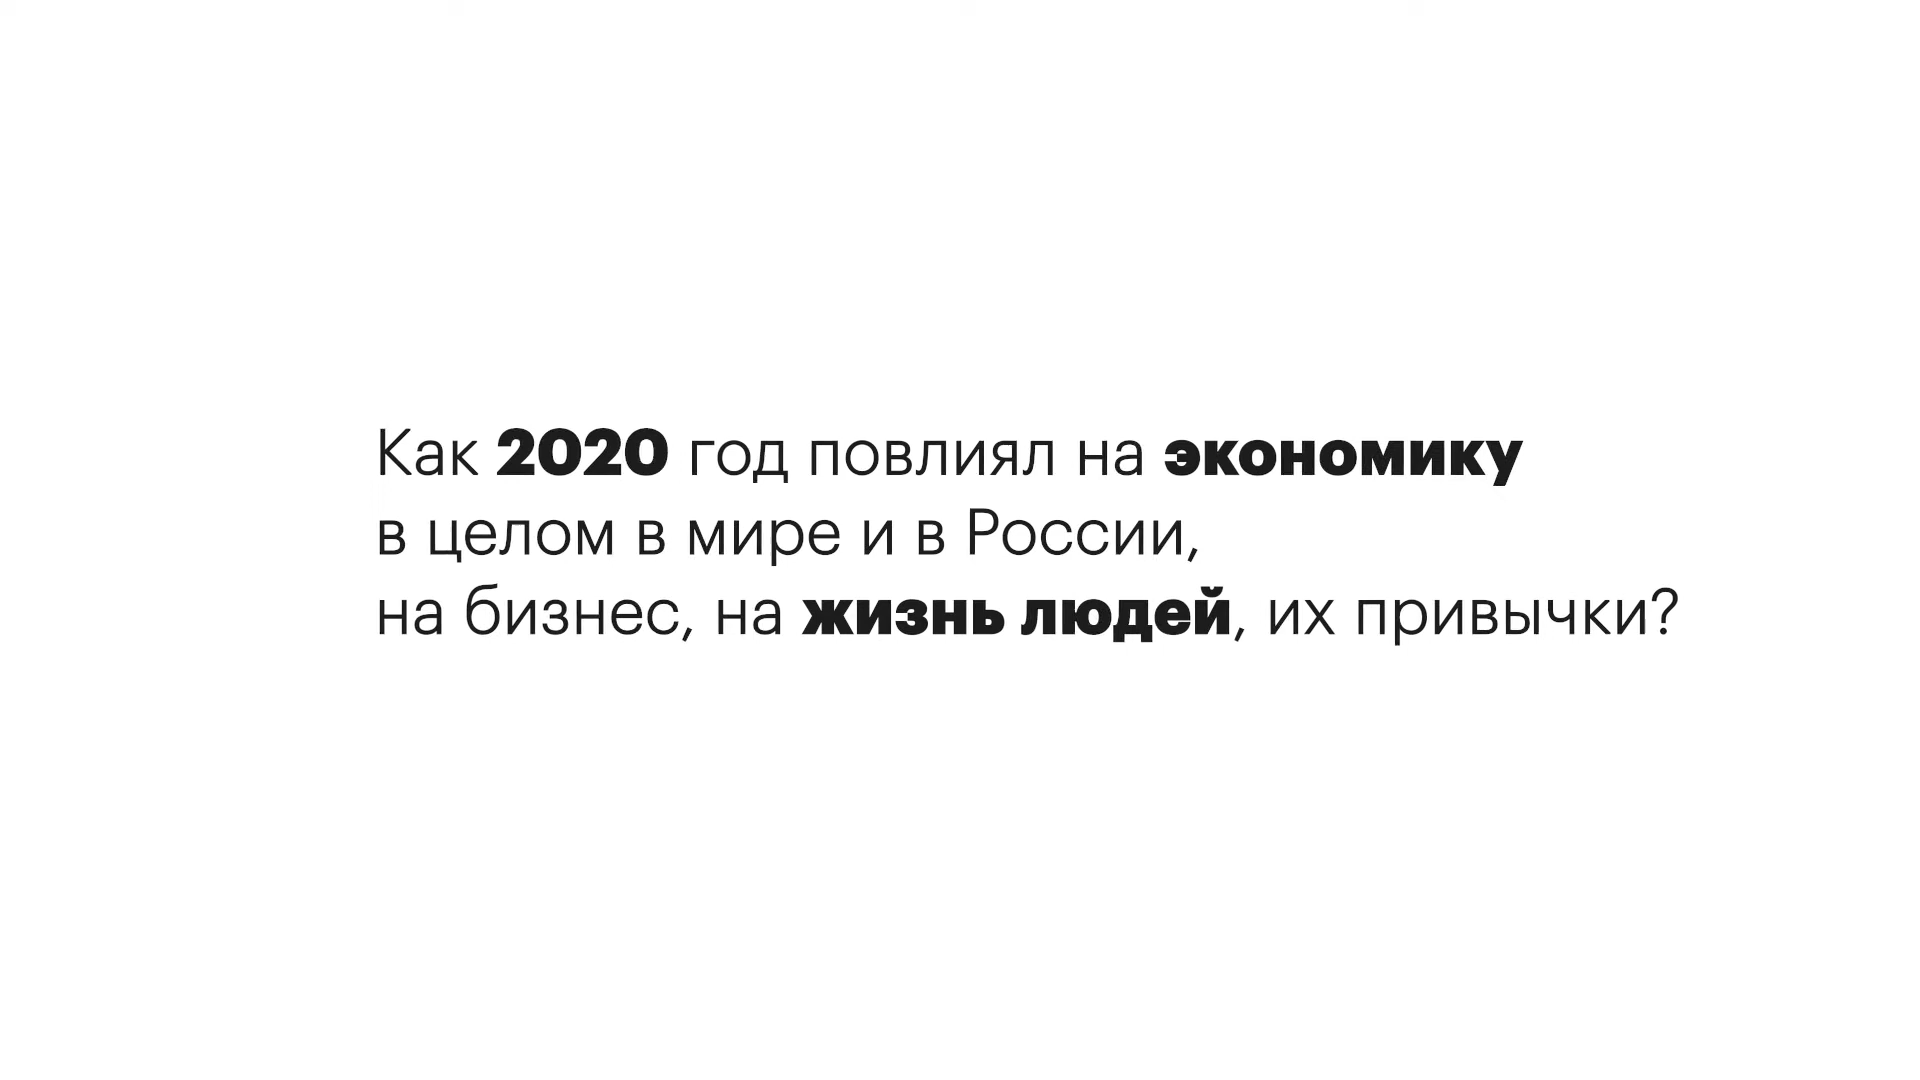 Как 2020 год повлиял на экономику
в целом в мире и в России,
на бизнес, на жизнь людей, их привычки?